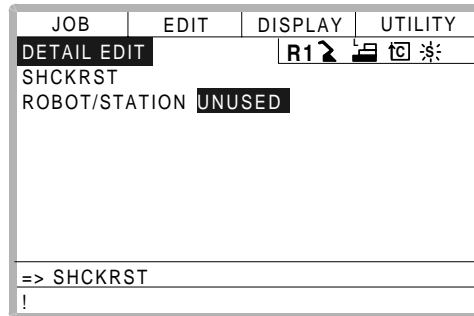 JOB EDIT DISPLAY UTILITY
DETAIL EDIT R1 C S
SHCKRST
ROBOT/STATION UNUSED
=> SHCKRST
!